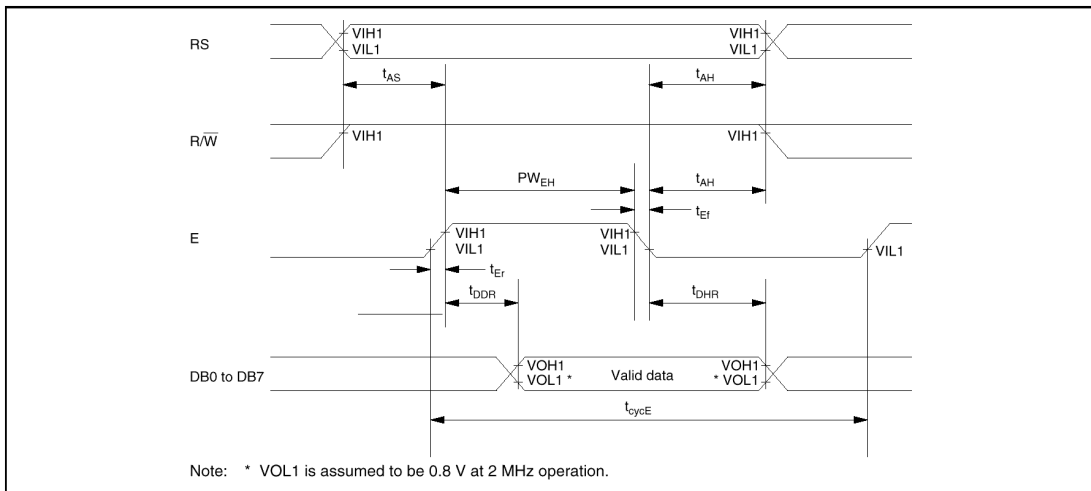 RS
VIH1
VIL1
VIH1
VIL1
tAS
tAH
R/W̅
VIH1
VIH1
PWEH
tAH
tEf
E
VIH1
VIL1
VIH1
VIL1
VIL1
tEr
tDDR
tDHR
DB0 to DB7
VOH1
VOL1 *
Valid data
VOH1
* VOL1
tcycE
Note: * VOL1 is assumed to be 0.8 V at 2 MHz operation.